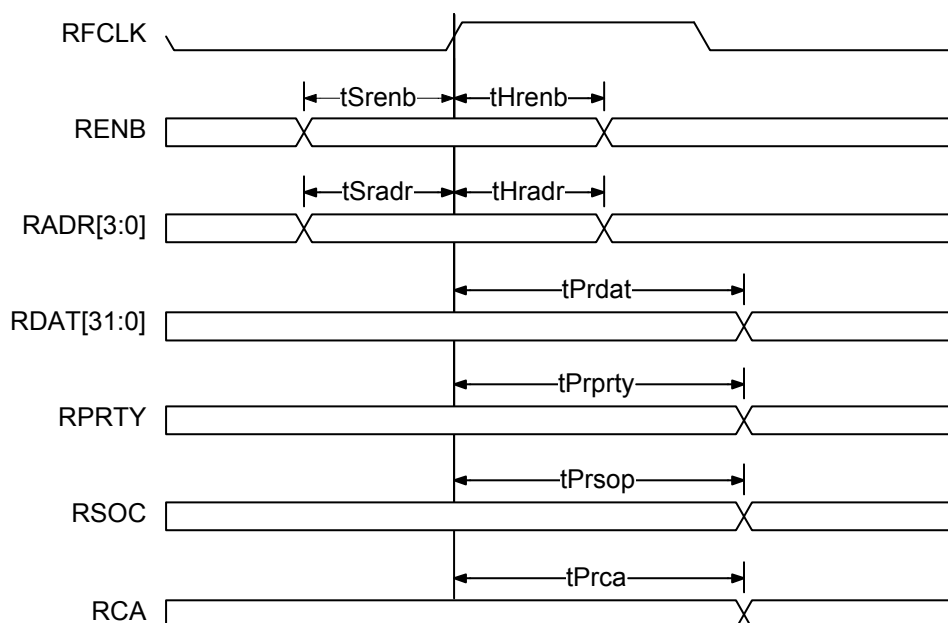 RFCLK
tSrenb tHrenb
RENB
tSradr tHradr
RADR[3:0]
tPrdat
RDAT[31:0]
tPrprty
RPRTY
tPrsop
RSOC
tPrca
RCA